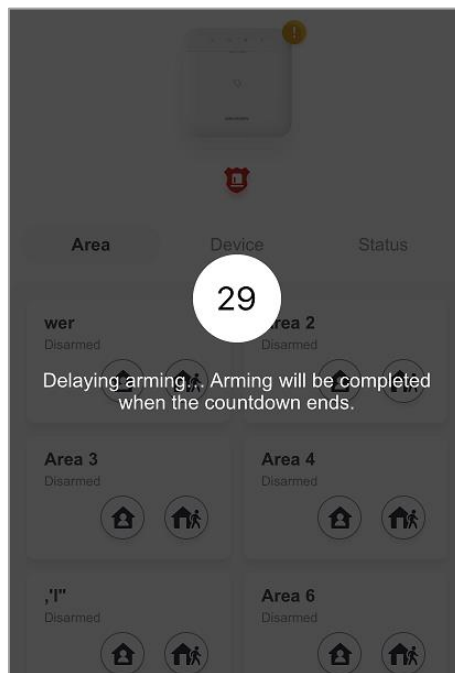 Area
Device
Status
29
wer
Area 2
Disarmed
Disarmed
Delaying arming... Arming will be completed
when the countdown ends.
Area 3
Area 4
Disarmed
Disarmed
,'l"
Area 6
Disarmed
Disarmed